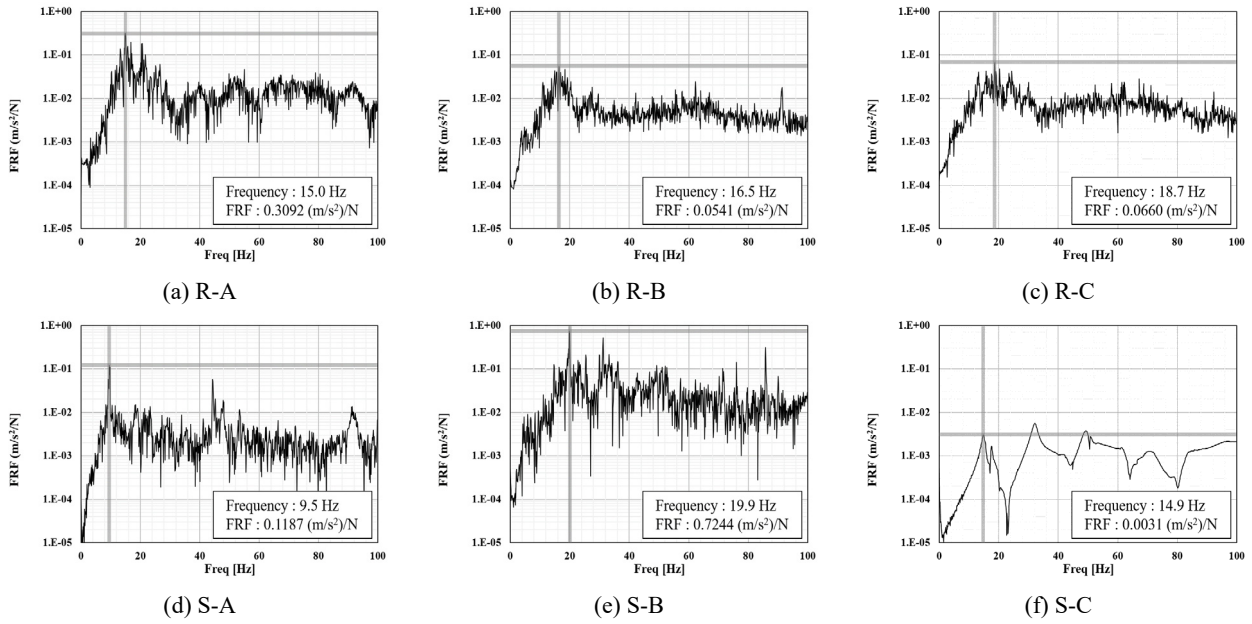 1.E+00
1.E-01
1.E-02
1.E-03
1.E-04
1.E-05
FRF (m/s²/N)
0 20 40 60 80 100
Freq [Hz]
Frequency : 15.0 Hz
FRF : 0.3092 (m/s²)/N
(a) R-A
1.E+00
1.E-01
1.E-02
1.E-03
1.E-04
1.E-05
FRF (m/s²/N)
0 20 40 60 80 100
Freq [Hz]
Frequency : 16.5 Hz
FRF : 0.0541 (m/s²)/N
(b) R-B
1.E+00
1.E-01
1.E-02
1.E-03
1.E-04
1.E-05
FRF (m/s²/N)
0 20 40 60 80 100
Freq [Hz]
Frequency : 18.7 Hz
FRF : 0.0660 (m/s²)/N
(c) R-C
1.E+00
1.E-01
1.E-02
1.E-03
1.E-04
1.E-05
FRF (m/s²/N)
0 20 40 60 80 100
Freq [Hz]
Frequency : 9.5 Hz
FRF : 0.1187 (m/s²)/N
(d) S-A
1.E+00
1.E-01
1.E-02
1.E-03
1.E-04
1.E-05
FRF (m/s²/N)
0 20 40 60 80 100
Freq [Hz]
Frequency : 19.9 Hz
FRF : 0.7244 (m/s²)/N
(e) S-B
1.E+00
1.E-01
1.E-02
1.E-03
1.E-04
1.E-05
FRF (m/s²/N)
0 20 40 60 80 100
Freq [Hz]
Frequency : 14.9 Hz
FRF : 0.0031 (m/s²)/N
(f) S-C